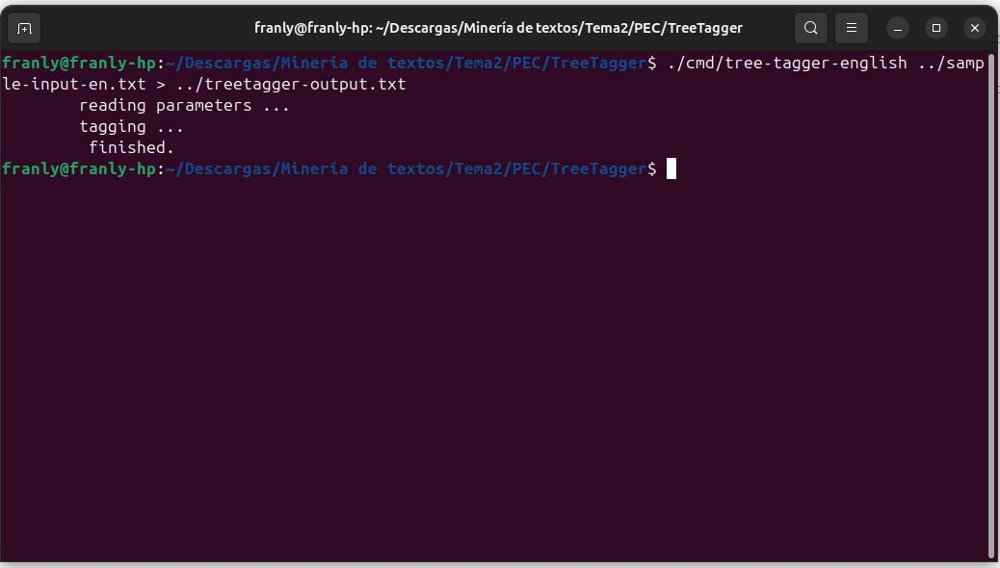 franly@franly-hp: ~/Descargas/Minería de textos/Tema2/PEC/TreeTagger
franly@franly-hp:~/Descargas/Minería de textos/Tema2/PEC/TreeTagger$ ./cmd/tree-tagger-english ../samp
le-input-en.txt > ../treetagger-output.txt
        reading parameters ...
        tagging ...
         finished.
franly@franly-hp:~/Descargas/Minería de textos/Tema2/PEC/TreeTagger$